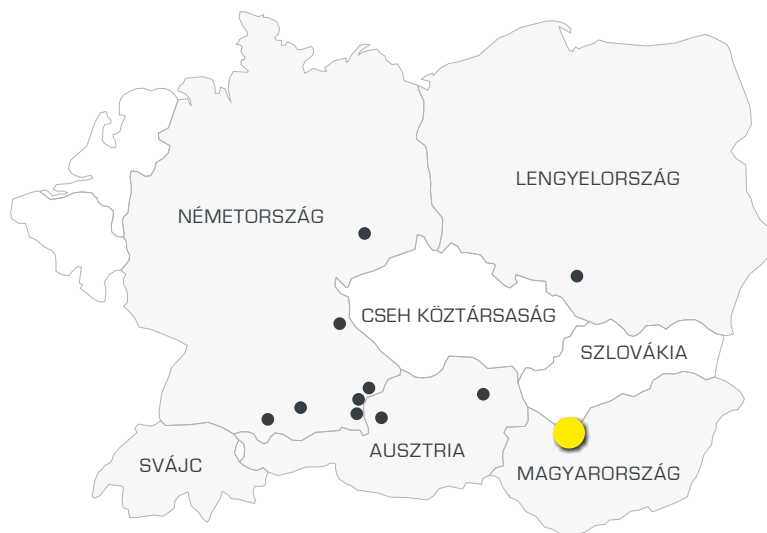 LENGYELORSZÁG
NÉMETORSZÁG
CSEH KÖZTÁRSASÁG
SZLOVÁKIA
AUSZTRIA
SVÁJC
MAGYARORSZÁG